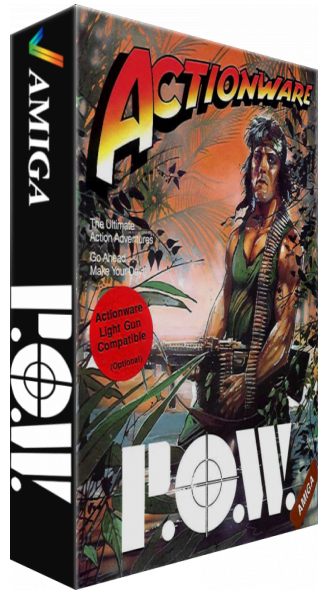 AMIGA
P.O.W.
ACTIONWARE
The Ultimate
Action Adventures
Go Ahead
Make Your Day!
Actionware
Light Gun
Compatible
(Optional)
P.O.W.
AMIGA